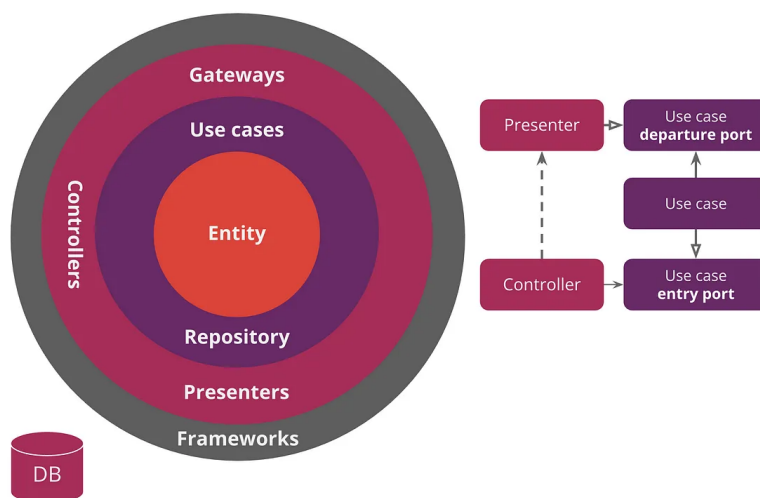 Gateways
Use cases
Controllers
Entity
Repository
Presenters
Frameworks
DB
Presenter
Use case
departure port
Use case
Controller
Use case
entry port